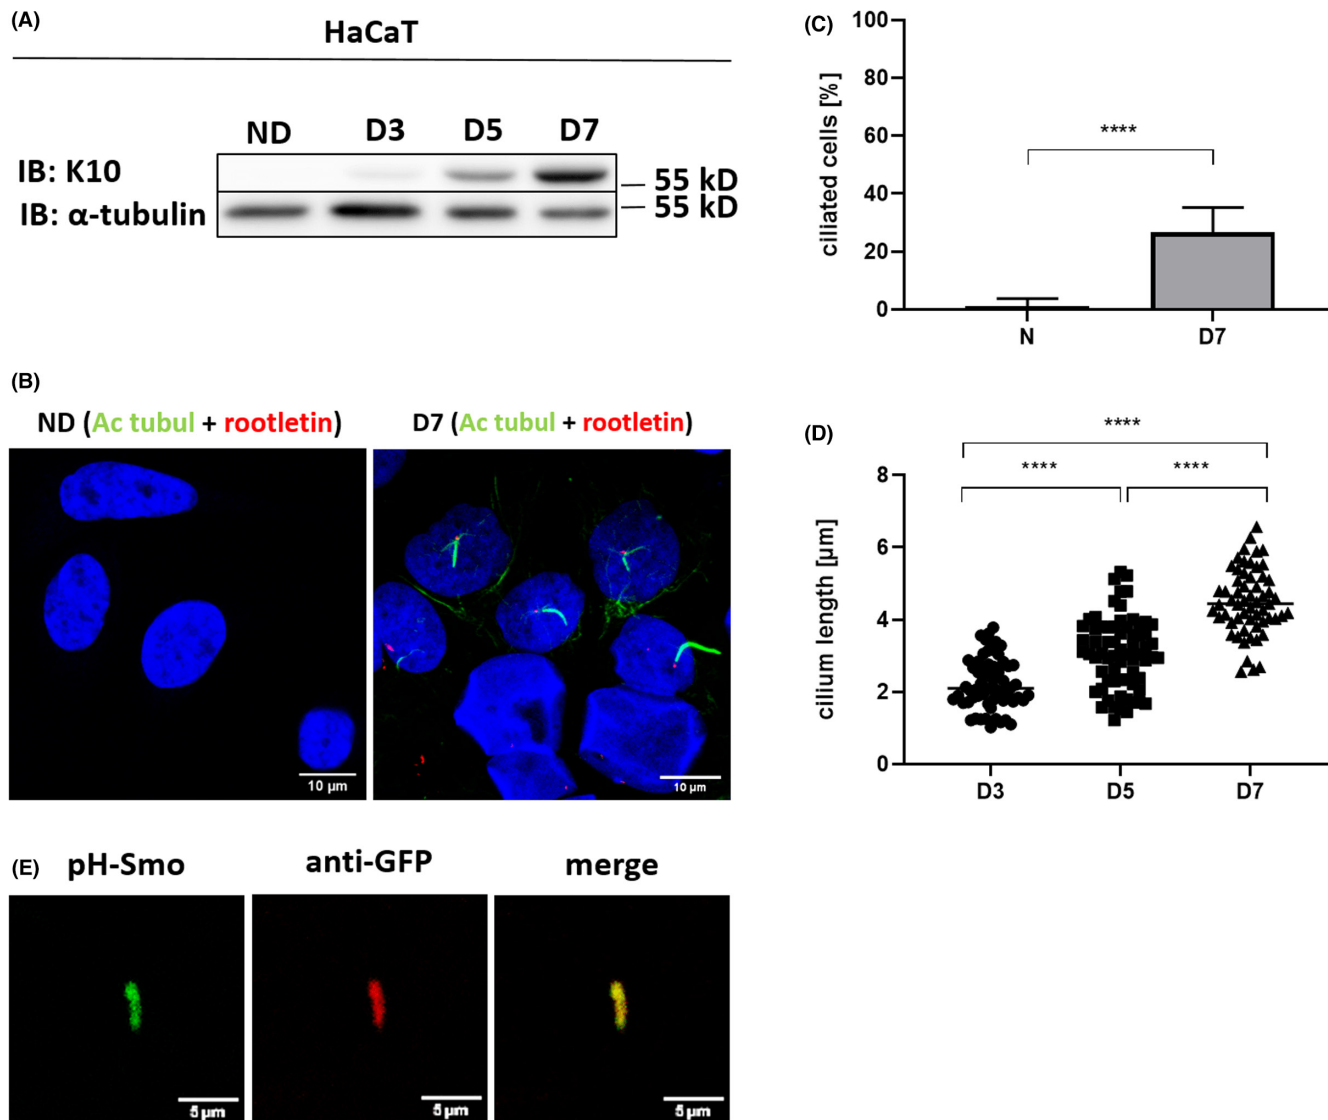 (A)
HaCaT
ND D3 D5 D7
IB: K10
55 kD
IB: α-tubulin
55 kD
(B)
ND (Ac tubul + rootletin)
D7 (Ac tubul + rootletin)
10 µm
10 µm
(C)
ciliated cells [%]
100
80
60
40
20
0
****
N D7
(D)
cilium length [µm]
8
6
4
2
0
****
**** ****
D3 D5 D7
(E)
pH-Smo anti-GFP merge
5 µm 5 µm 5 µm